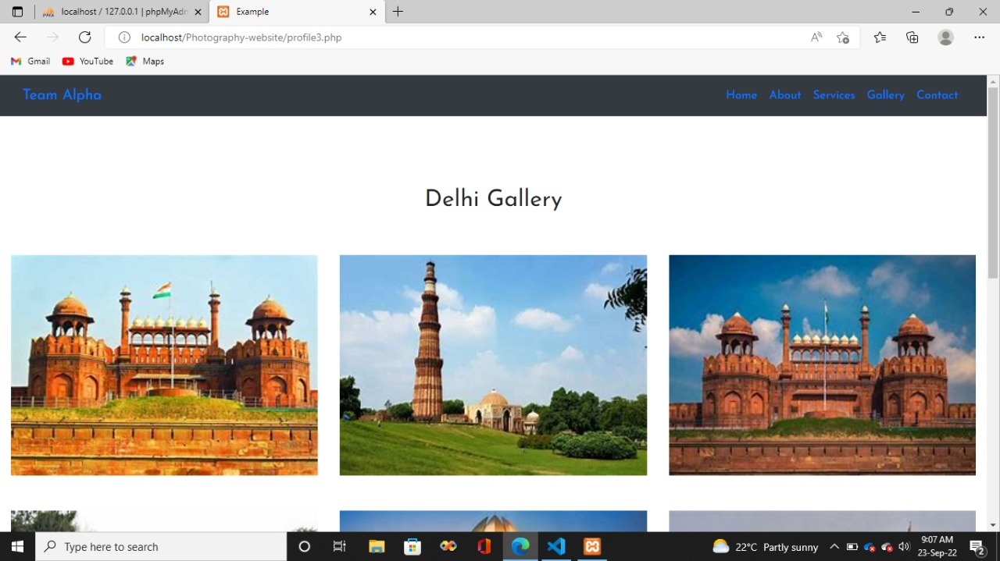 localhost / 127.0.0.1 | phpMyAdn
Example
localhost/Photography-website/profile3.php
Gmail
YouTube
Maps
Team Alpha
Home About Services Gallery Contact
Delhi Gallery
Type here to search
22°C Partly sunny
9:07 AM
23-Sep-22
2